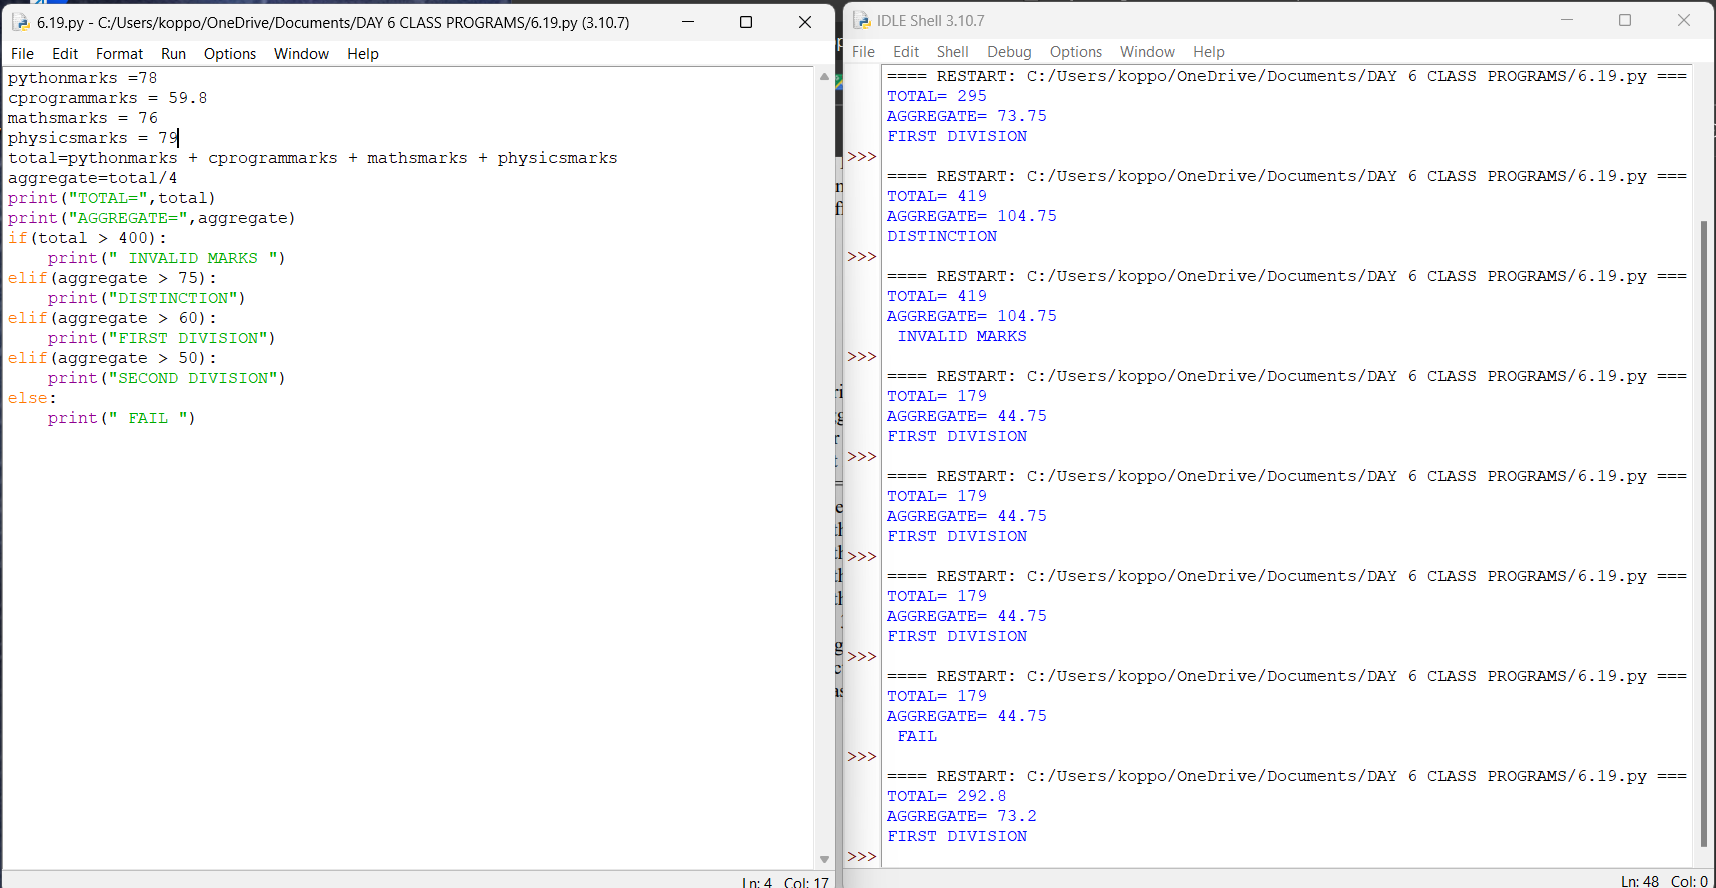 6.19.py - C:/Users/koppo/OneDrive/Documents/DAY 6 CLASS PROGRAMS/6.19.py (3.10.7)
File Edit Format Run Options Window Help
pythonmarks =78
cprogrammarks = 59.8
mathsmarks = 76
physicsmarks = 79
total=pythonmarks + cprogrammarks + mathsmarks + physicsmarks
aggregate=total/4
print("TOTAL=",total)
print("AGGREGATE=",aggregate)
if(total > 400):
    print(" INVALID MARKS ")
elif(aggregate > 75):
    print("DISTINCTION")
elif(aggregate > 60):
    print("FIRST DIVISION")
elif(aggregate > 50):
    print("SECOND DIVISION")
else:
    print(" FAIL ")
Ln: 4 Col: 17
IDLE Shell 3.10.7
File Edit Shell Debug Options Window Help
==== RESTART: C:/Users/koppo/OneDrive/Documents/DAY 6 CLASS PROGRAMS/6.19.py ===
TOTAL= 295
AGGREGATE= 73.75
FIRST DIVISION
>>>
==== RESTART: C:/Users/koppo/OneDrive/Documents/DAY 6 CLASS PROGRAMS/6.19.py ===
TOTAL= 419
AGGREGATE= 104.75
DISTINCTION
>>>
==== RESTART: C:/Users/koppo/OneDrive/Documents/DAY 6 CLASS PROGRAMS/6.19.py ===
TOTAL= 419
AGGREGATE= 104.75
 INVALID MARKS
>>>
==== RESTART: C:/Users/koppo/OneDrive/Documents/DAY 6 CLASS PROGRAMS/6.19.py ===
TOTAL= 179
AGGREGATE= 44.75
FIRST DIVISION
>>>
==== RESTART: C:/Users/koppo/OneDrive/Documents/DAY 6 CLASS PROGRAMS/6.19.py ===
TOTAL= 179
AGGREGATE= 44.75
FIRST DIVISION
>>>
==== RESTART: C:/Users/koppo/OneDrive/Documents/DAY 6 CLASS PROGRAMS/6.19.py ===
TOTAL= 179
AGGREGATE= 44.75
FIRST DIVISION
>>>
==== RESTART: C:/Users/koppo/OneDrive/Documents/DAY 6 CLASS PROGRAMS/6.19.py ===
TOTAL= 179
AGGREGATE= 44.75
 FAIL
>>>
==== RESTART: C:/Users/koppo/OneDrive/Documents/DAY 6 CLASS PROGRAMS/6.19.py ===
TOTAL= 292.8
AGGREGATE= 73.2
FIRST DIVISION
>>>
Ln: 48 Col: 0